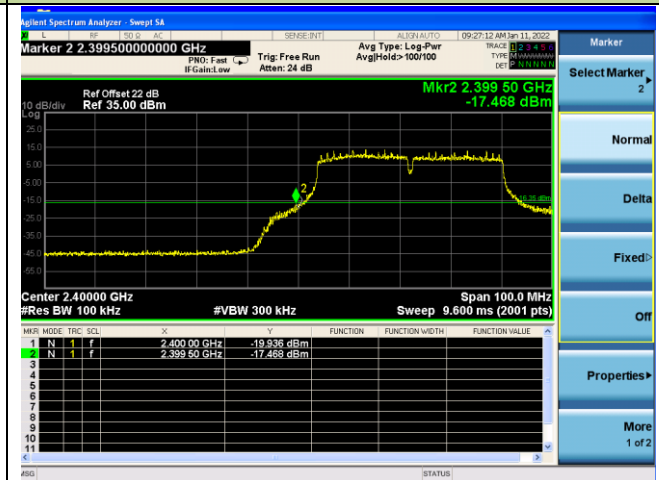 Agilent Spectrum Analyzer - Swept SA
L RF 50 Ω AC SENSE:INT ALIGN AUTO 09:27:12 AM Jan 11, 2022
Marker 2 2.399500000000 GHz
PNO: Fast
IFGain:Low
Trig: Free Run
Atten: 24 dB
Avg Type: Log-Pwr
Avg|Hold:> 100/100
TRACE 1 2 3 4 5 6
TYPE M
DET P N N N N N
Marker
Select Marker
2
Normal
Delta
Fixed
Off
Properties
More
1 of 2
Mkr2 2.399 50 GHz
-17.468 dBm
Ref Offset 22 dB
10 dB/div Ref 35.00 dBm
Log
25.0
15.0
5.00
-5.00
-15.0
-25.0
-35.0
-45.0
-55.0
2
-16.25 dBm
Center 2.40000 GHz Span 100.0 MHz
#Res BW 100 kHz #VBW 300 kHz Sweep 9.600 ms (2001 pts)
MKR MODE TRC SCL X Y FUNCTION FUNCTION WIDTH FUNCTION VALUE
1 N 1 f 2.400 00 GHz -19.936 dBm
2 N 1 f 2.399 50 GHz -17.468 dBm
3
4
5
6
7
8
9
10
11
MSG STATUS